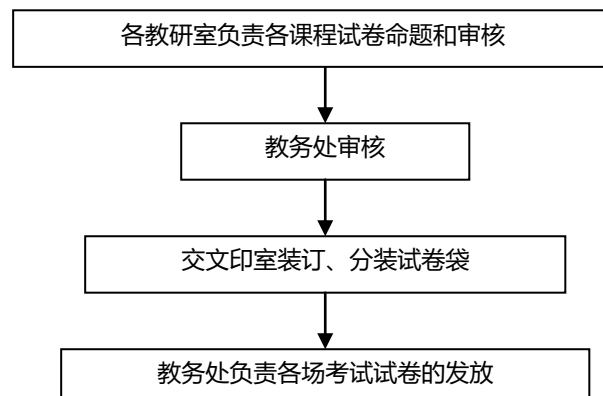 各教研室负责各课程试卷命题和审核
教务处审核
交文印室装订、分装试卷袋
教务处负责各场考试试卷的发放